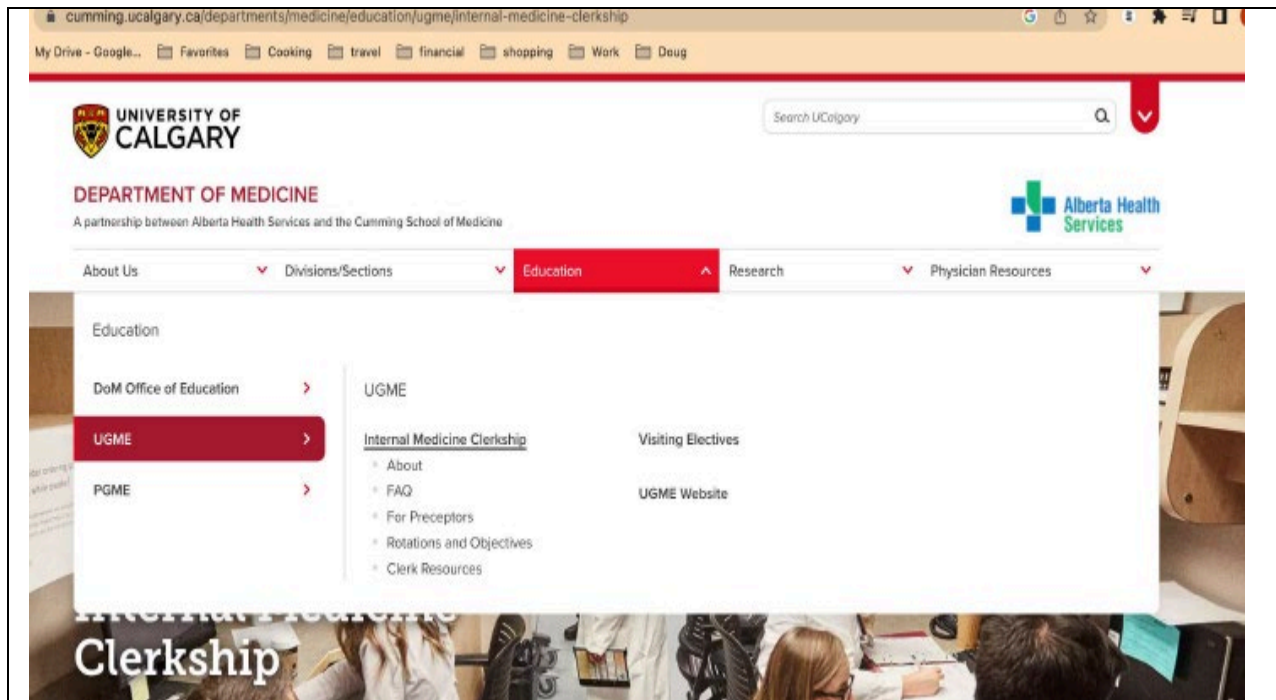 cumming.ucalgary.ca/departments/medicine/education/ugme/internal-medicine-clerkship
My Drive - Google... Favorites Cooking travel financial shopping Work Doug
UNIVERSITY OF
CALGARY
Search UCalgary
DEPARTMENT OF MEDICINE
A partnership between Alberta Health Services and the Cumming School of Medicine
Alberta Health
Services
About Us Divisions/Sections Education Research Physician Resources
Education
DoM Office of Education
UGME
PGME
UGME
Internal Medicine Clerkship
About
FAQ
For Preceptors
Rotations and Objectives
Clerk Resources
Visiting Electives
UGME Website
Internal Medicine
Clerkship